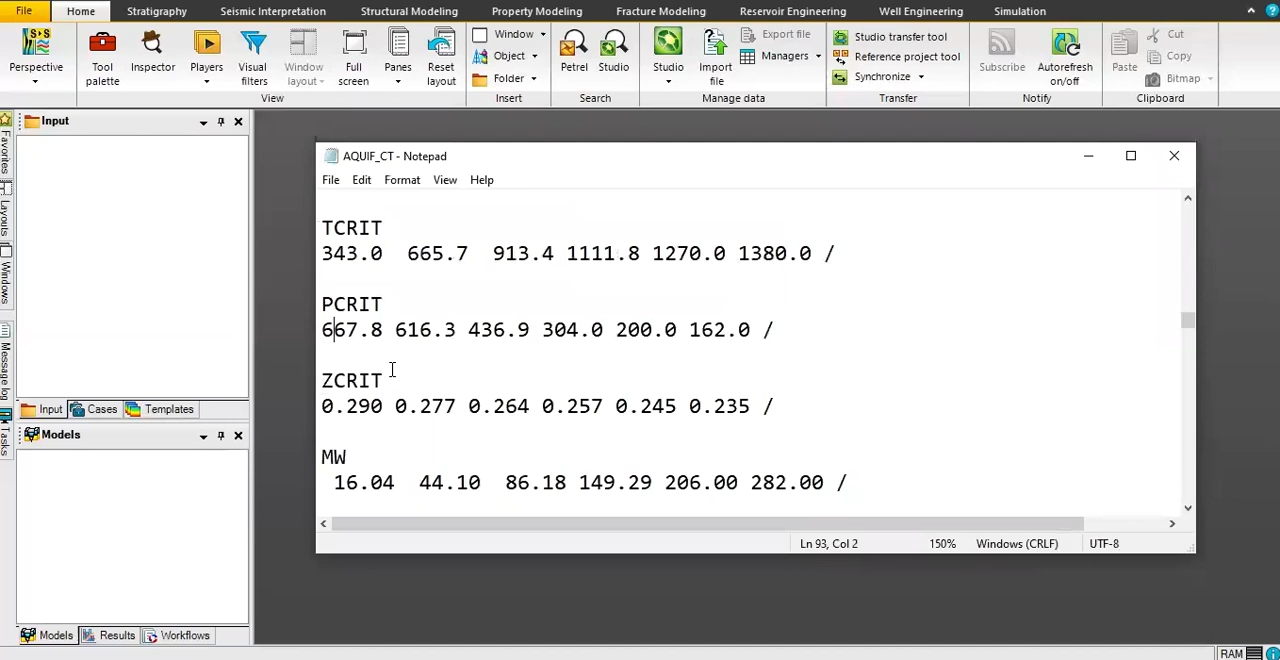 File Home Stratigraphy Seismic Interpretation Structural Modeling Property Modeling Fracture Modeling Reservoir Engineering Well Engineering Simulation
Perspective
Tool palette
Inspector
Players
Visual filters
Window layout
Full screen
Panes
Reset layout
View
Window
Object
Folder
Insert
Petrel
Studio
Search
Studio
Import file
Export file
Managers
Manage data
Studio transfer tool
Reference project tool
Synchronize
Transfer
Subscribe
Autorefresh on/off
Notify
Paste
Cut
Copy
Bitmap
Clipboard
Favorites
Layouts
Windows
Message log
Tasks
Input
Input Cases Templates
Models
Models Results Workflows
AQUIF_CT - Notepad
File Edit Format View Help
TCRIT
343.0 665.7 913.4 1111.8 1270.0 1380.0 /
PCRIT
667.8 616.3 436.9 304.0 200.0 162.0 /
ZCRIT
0.290 0.277 0.264 0.257 0.245 0.235 /
MW
16.04 44.10 86.18 149.29 206.00 282.00 /
Ln 93, Col 2 150% Windows (CRLF) UTF-8
RAM